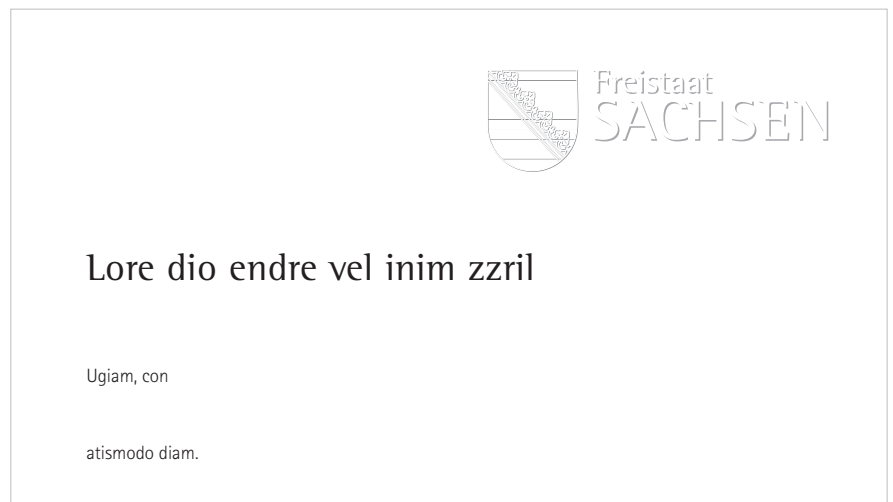 Freistaat
SACHSEN
Lore dio endre vel inim zzril
Ugiam, con
atismodo diam.